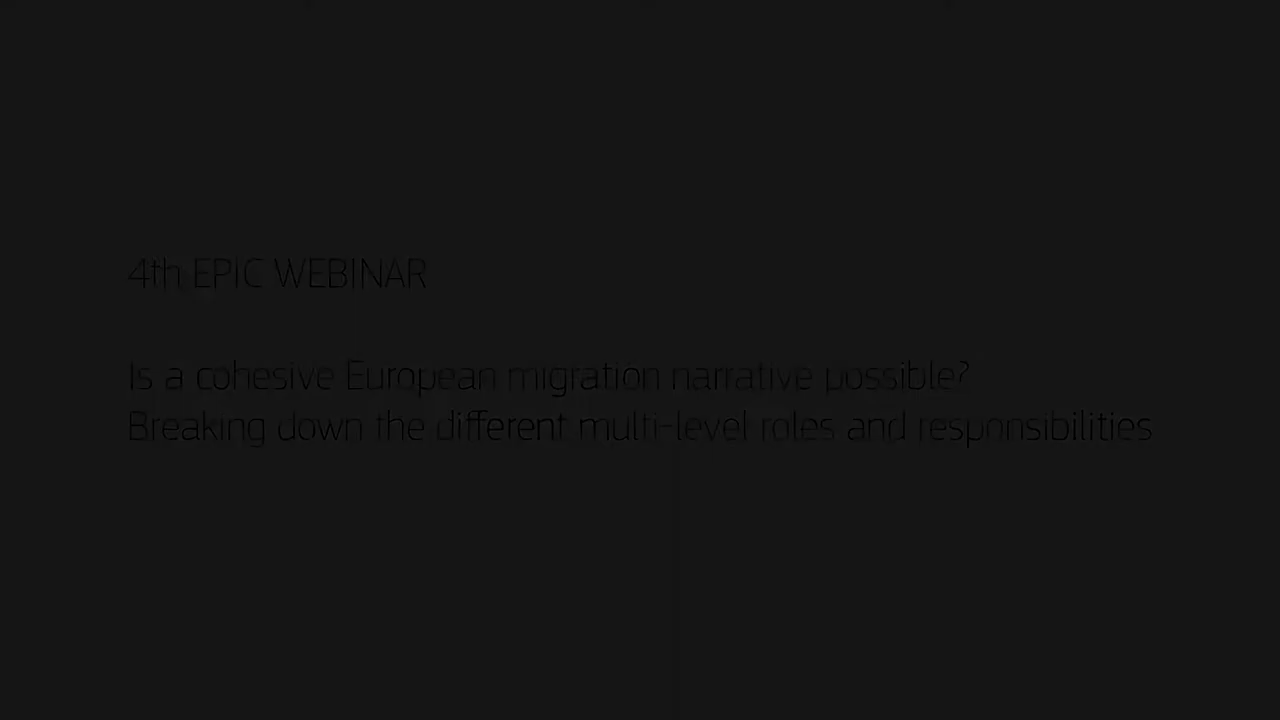 4th EPIC WEBINAR
Is a cohesive European migration narrative possible?
Breaking down the different multi-level roles and responsibilities